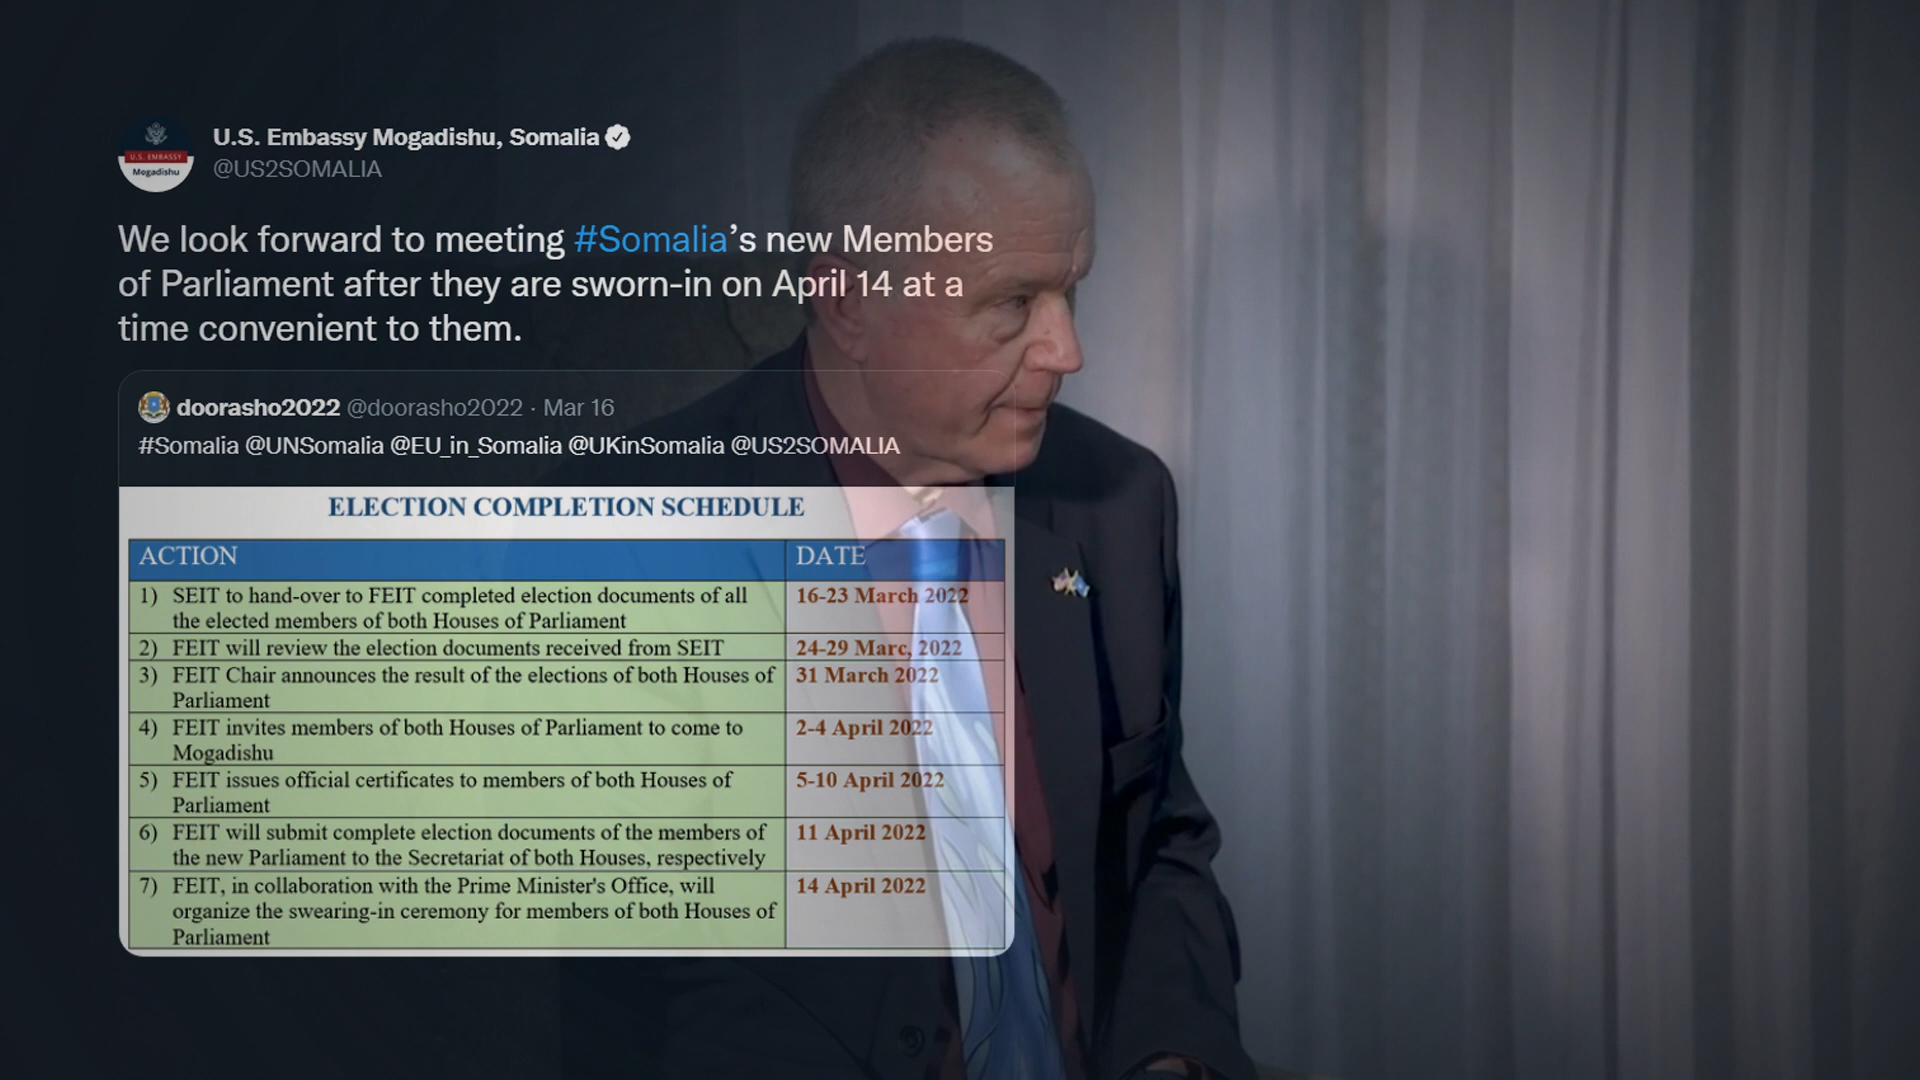 U.S. EMBASSY
Mogadishu
U.S. Embassy Mogadishu, Somalia
@US2SOMALIA
We look forward to meeting #Somalia’s new Members
of Parliament after they are sworn-in on April 14 at a
time convenient to them.
doorasho2022 @doorasho2022 · Mar 16
#Somalia @UNSomalia @EU_in_Somalia @UKinSomalia @US2SOMALIA
ELECTION COMPLETION SCHEDULE
ACTION DATE
1) SEIT to hand-over to FEIT completed election documents of all 16-23 March 2022
the elected members of both Houses of Parliament
2) FEIT will review the election documents received from SEIT 24-29 Marc, 2022
3) FEIT Chair announces the result of the elections of both Houses of 31 March 2022
Parliament
4) FEIT invites members of both Houses of Parliament to come to 2-4 April 2022
Mogadishu
5) FEIT issues official certificates to members of both Houses of 5-10 April 2022
Parliament
6) FEIT will submit complete election documents of the members of 11 April 2022
the new Parliament to the Secretariat of both Houses, respectively
7) FEIT, in collaboration with the Prime Minister's Office, will 14 April 2022
organize the swearing-in ceremony for members of both Houses of
Parliament